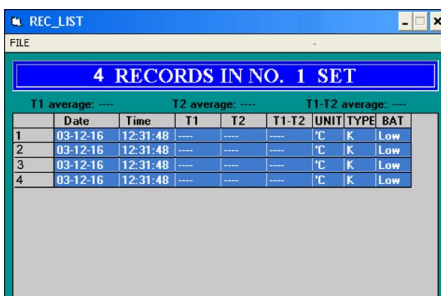 REC_LIST
FILE
4 RECORDS IN NO. 1 SET
T1 average: ---- T2 average: ---- T1-T2 average: ----
Date Time T1 T2 T1-T2 UNIT TYPE BAT
1 03-12-16 12:31:48 ---- ---- ---- °C K Low
2 03-12-16 12:31:48 ---- ---- ---- °C K Low
3 03-12-16 12:31:48 ---- ---- ---- °C K Low
4 03-12-16 12:31:48 ---- ---- ---- °C K Low